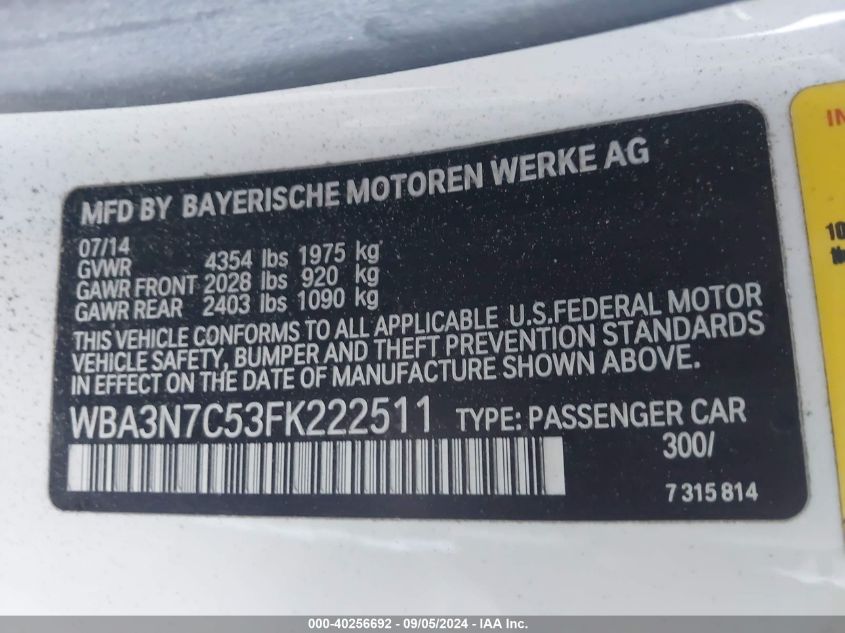 MFD BY BAYERISCHE MOTOREN WERKE AG
07/14
GVWR 4354 lbs 1975 kg
GAWR FRONT 2028 lbs 920 kg
GAWR REAR 2403 lbs 1090 kg
THIS VEHICLE CONFORMS TO ALL APPLICABLE U.S.FEDERAL MOTOR
VEHICLE SAFETY, BUMPER AND THEFT PREVENTION STANDARDS
IN EFFECT ON THE DATE OF MANUFACTURE SHOWN ABOVE.
WBA3N7C53FK222511 TYPE: PASSENGER CAR
300/
7 315 814
000-40256692 - 09/05/2024 - IAA Inc.